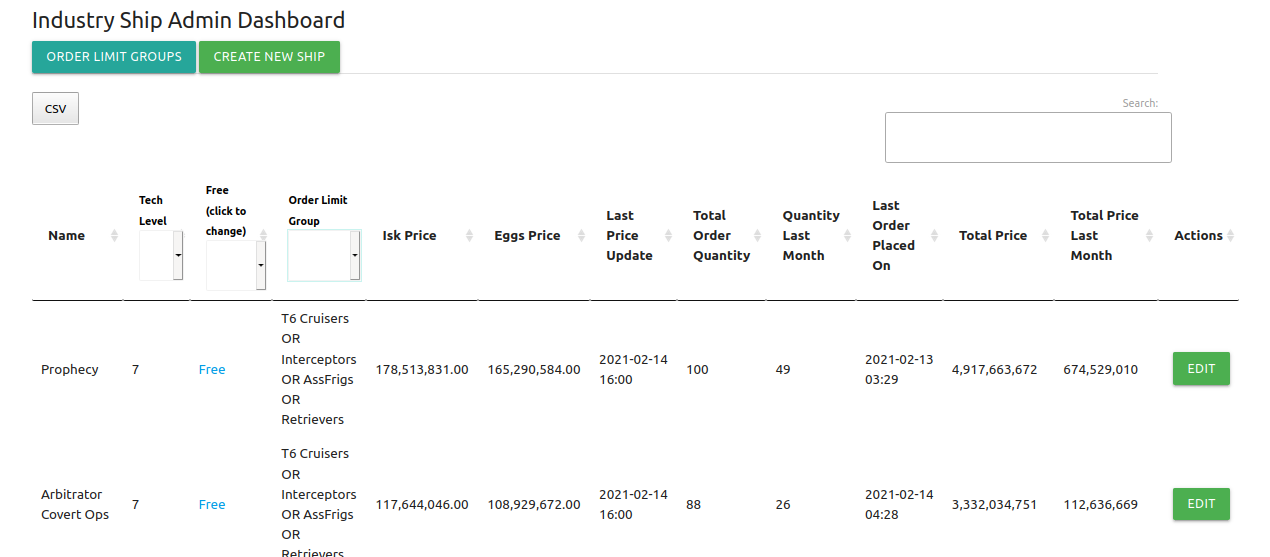 Industry Ship Admin Dashboard
ORDER LIMIT GROUPS CREATE NEW SHIP
CSV
Search:
Name
Tech
Level
Free
(click to
change)
Order Limit
Group
Isk Price
Eggs Price
Last
Price
Update
Total
Order
Quantity
Quantity
Last
Month
Last
Order
Placed
On
Total Price
Total Price
Last
Month
Actions
Prophecy
7
Free
T6 Cruisers
OR
Interceptors
OR AssFrigs
OR
Retrievers
178,513,831.00
165,290,584.00
2021-02-14
16:00
100
49
2021-02-13
03:29
4,917,663,672
674,529,010
EDIT
Arbitrator
Covert Ops
7
Free
T6 Cruisers
OR
Interceptors
OR AssFrigs
OR
Retrievers
117,644,046.00
108,929,672.00
2021-02-14
16:00
88
26
2021-02-14
04:28
3,332,034,751
112,636,669
EDIT